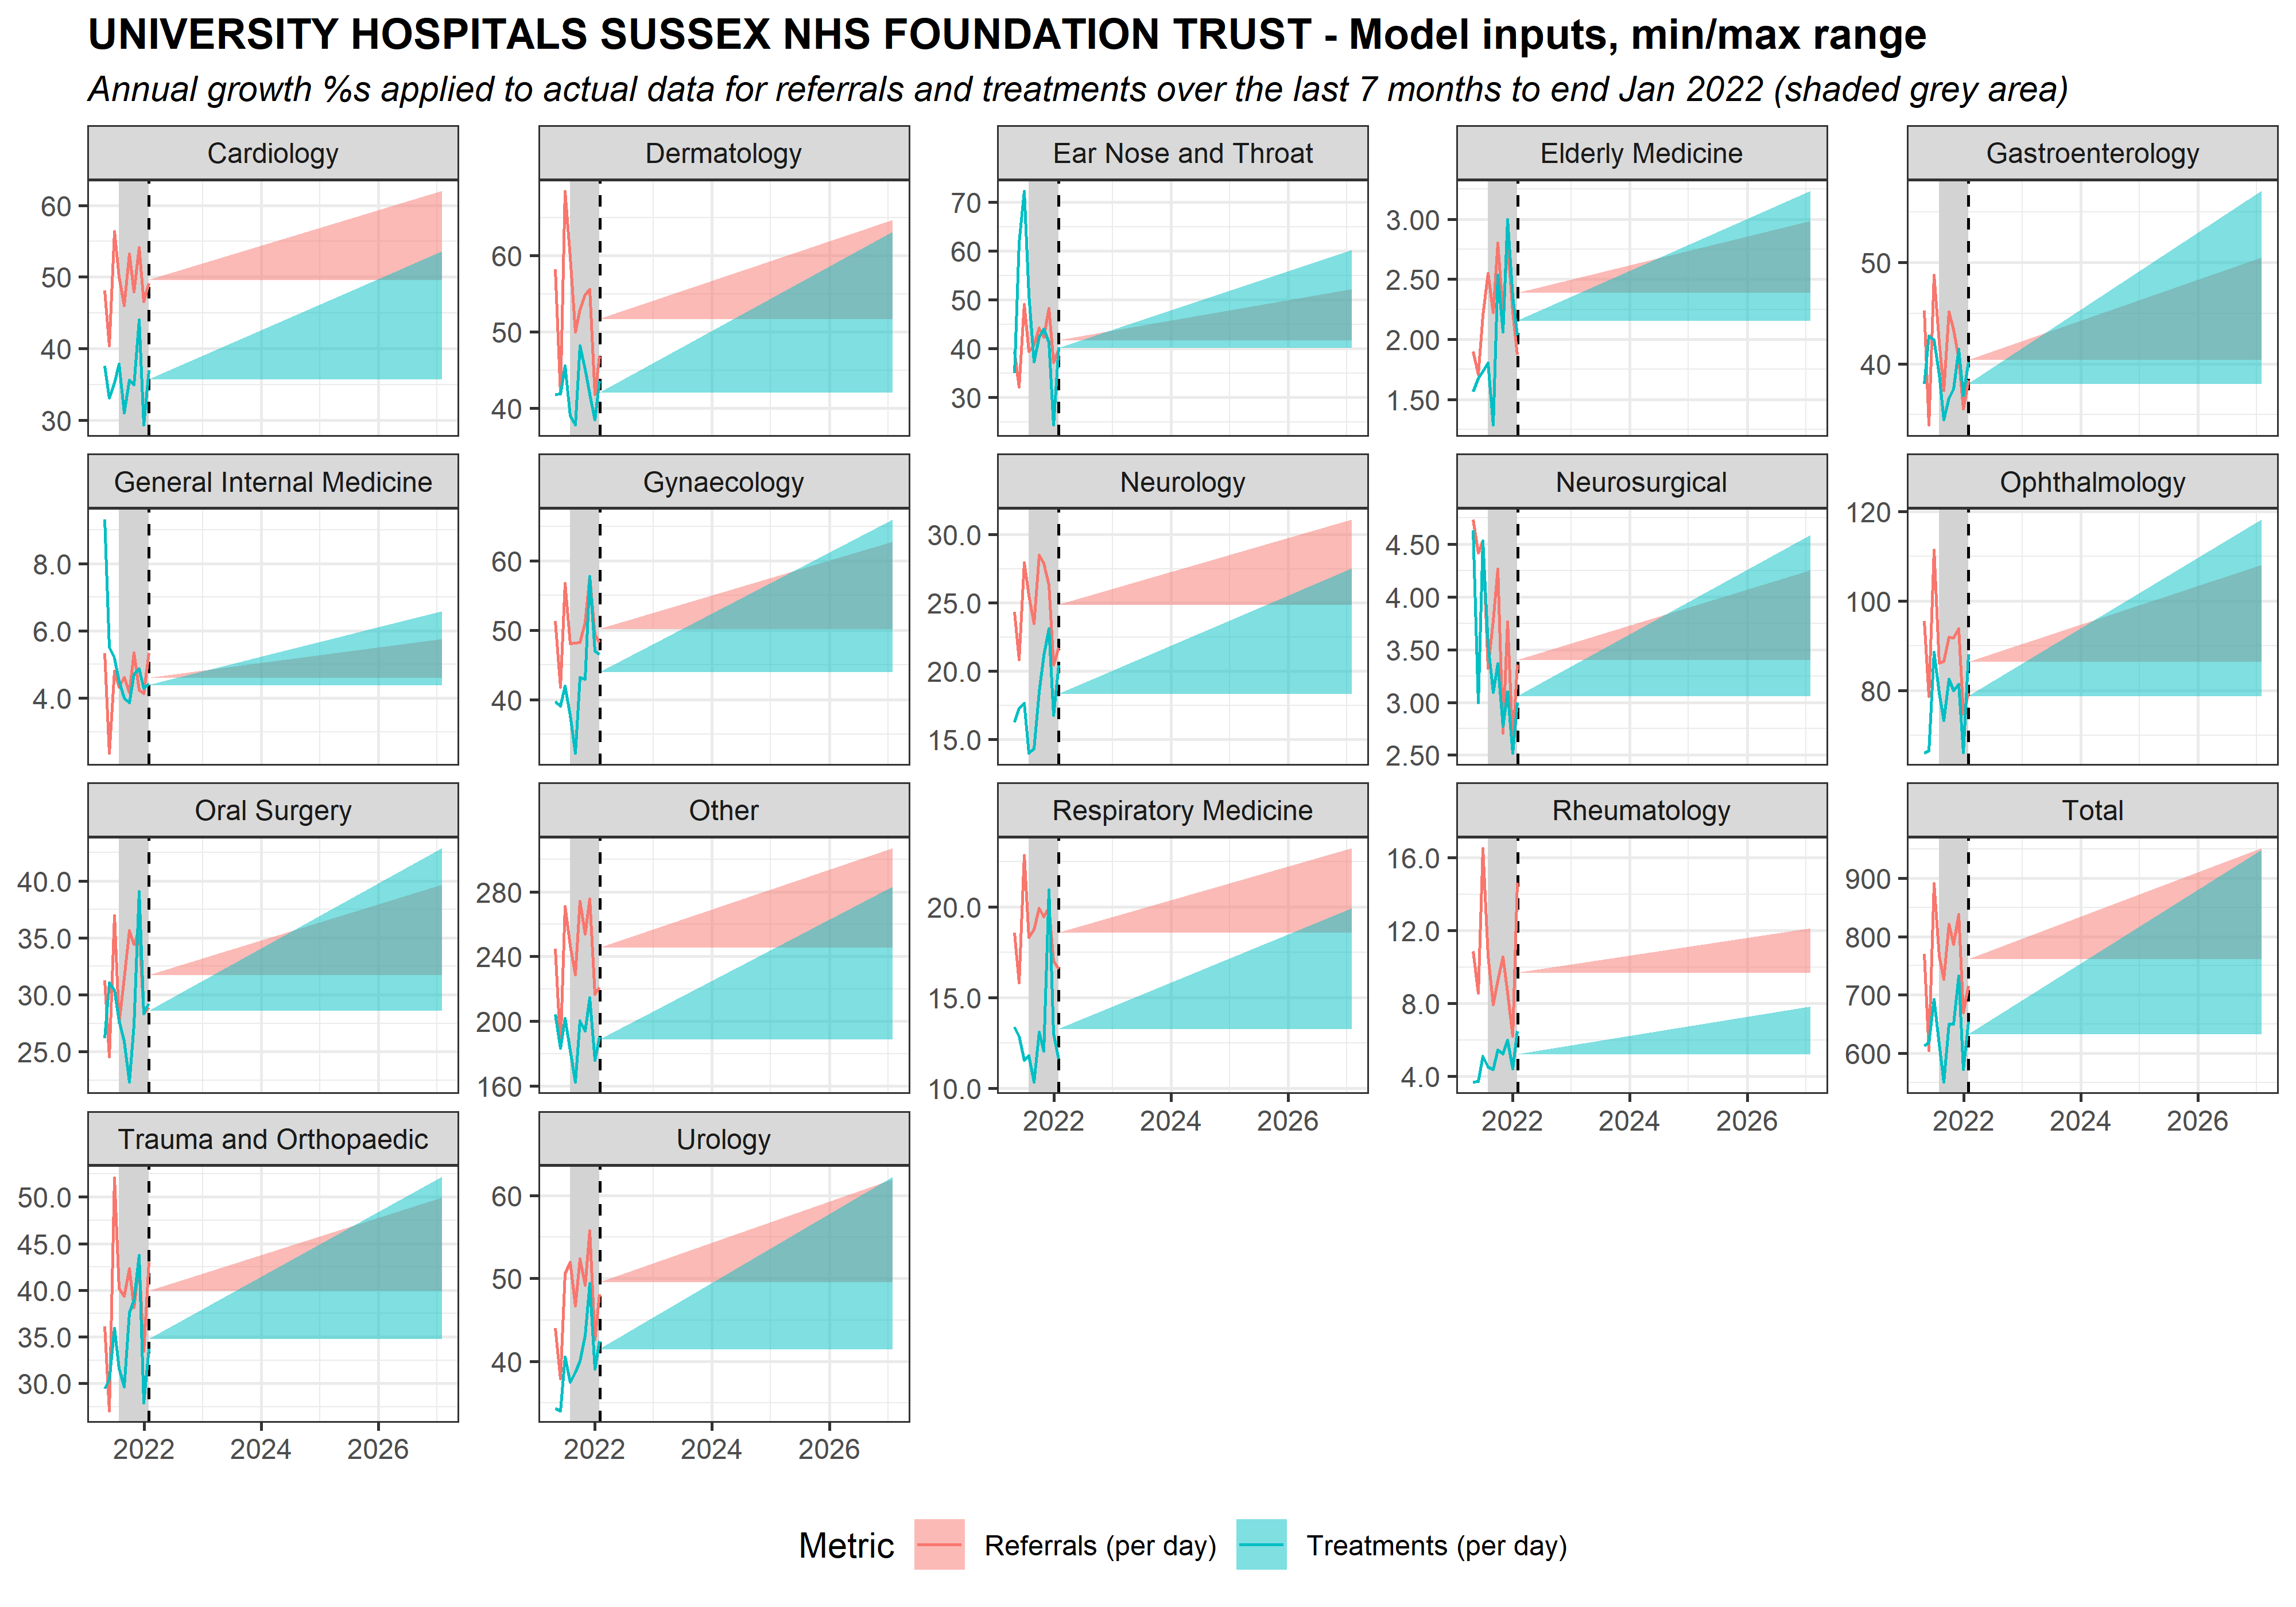 UNIVERSITY HOSPITALS SUSSEX NHS FOUNDATION TRUST - Model inputs, min/max range
Annual growth %s applied to actual data for referrals and treatments over the last 7 months to end Jan 2022 (shaded grey area)
Cardiology
60
50
40
30
Dermatology
60
50
40
Ear Nose and Throat
70
60
50
40
30
Elderly Medicine
3.00
2.50
2.00
1.50
Gastroenterology
50
40
General Internal Medicine
8.0
6.0
4.0
Gynaecology
60
50
40
Neurology
30.0
25.0
20.0
15.0
Neurosurgical
4.50
4.00
3.50
3.00
2.50
Ophthalmology
120
100
80
Oral Surgery
40.0
35.0
30.0
25.0
Other
280
240
200
160
Respiratory Medicine
20.0
15.0
10.0
2022 2024 2026
Rheumatology
16.0
12.0
8.0
4.0
2022 2024 2026
Total
900
800
700
600
2022 2024 2026
Trauma and Orthopaedic
50.0
45.0
40.0
35.0
30.0
2022 2024 2026
Urology
60
50
40
2022 2024 2026
Metric Referrals (per day) Treatments (per day)